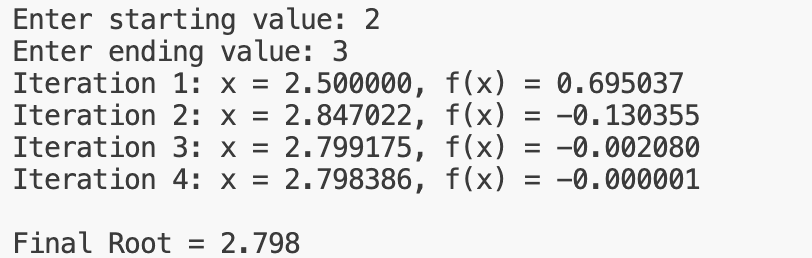 Enter starting value: 2
Enter ending value: 3
Iteration 1: x = 2.500000, f(x) = 0.695037
Iteration 2: x = 2.847022, f(x) = -0.130355
Iteration 3: x = 2.799175, f(x) = -0.002080
Iteration 4: x = 2.798386, f(x) = -0.000001
Final Root = 2.798